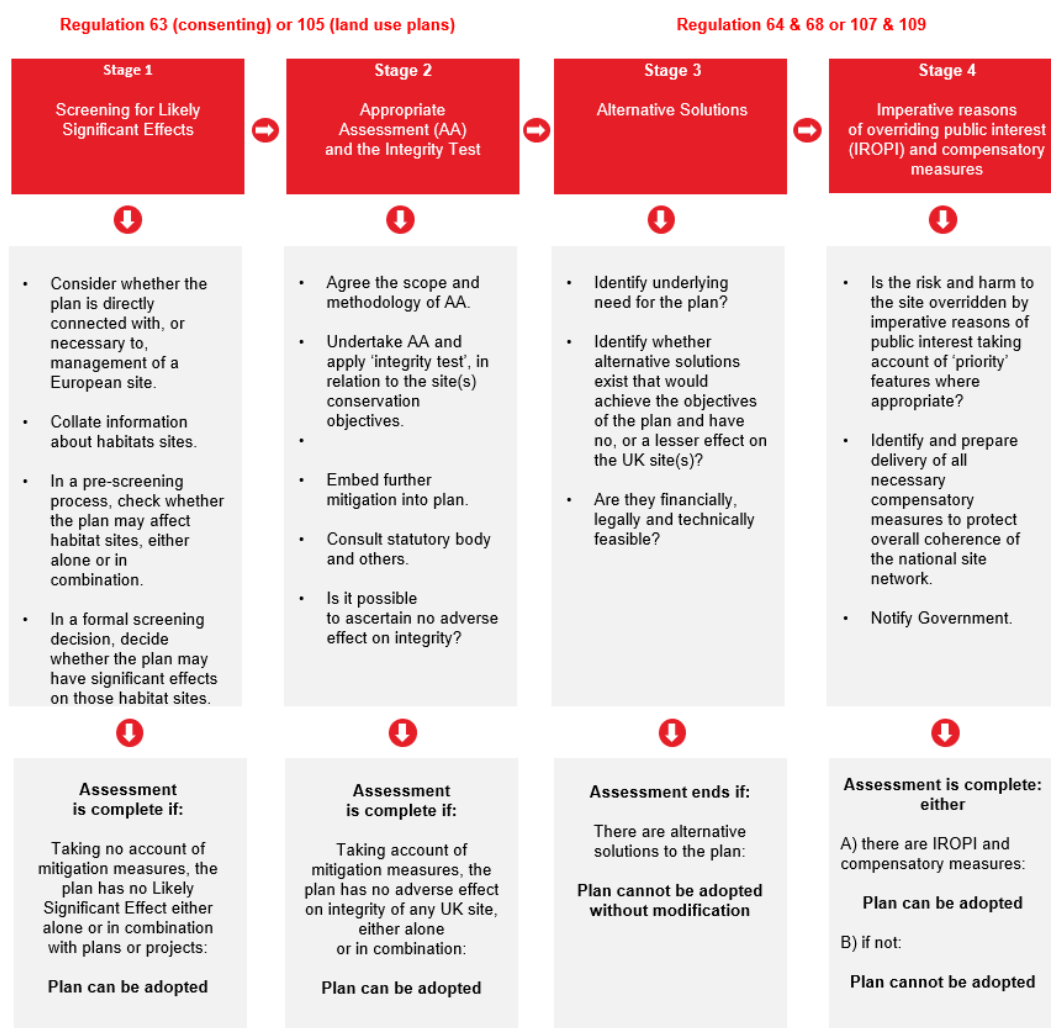 Regulation 63 (consenting) or 105 (land use plans)
Regulation 64 & 68 or 107 & 109
Stage 1
Screening for Likely
Significant Effects
Stage 2
Appropriate
Assessment (AA)
and the Integrity Test
Stage 3
Alternative Solutions
Stage 4
Imperative reasons
of overriding public interest
(IROPI) and compensatory
measures
• Consider whether the
plan is directly
connected with, or
necessary to,
management of a
European site.
• Collate information
about habitats sites.
• In a pre-screening
process, check whether
the plan may affect
habitat sites, either
alone or in
combination.
• In a formal screening
decision, decide
whether the plan may
have significant effects
on those habitat sites.
• Agree the scope and
methodology of AA.
• Undertake AA and
apply ‘integrity test’, in
relation to the site(s)
conservation
objectives.
•
• Embed further
mitigation into plan.
• Consult statutory body
and others.
• Is it possible
to ascertain no adverse
effect on integrity?
• Identify underlying
need for the plan?
• Identify whether
alternative solutions
exist that would
achieve the objectives
of the plan and have
no, or a lesser effect on
the UK site(s)?
• Are they financially,
legally and technically
feasible?
• Is the risk and harm to
the site overridden by
imperative reasons of
public interest taking
account of ‘priority’
features where
appropriate?
• Identify and prepare
delivery of all
necessary
compensatory
measures to protect
overall coherence of
the national site
network.
• Notify Government.
Assessment
is complete if:
Taking no account of
mitigation measures, the
plan has no Likely
Significant Effect either
alone or in combination
with plans or projects:
Plan can be adopted
Assessment
is complete if:
Taking account of
mitigation measures, the
plan has no adverse effect
on integrity of any UK site,
either alone
or in combination:
Plan can be adopted
Assessment ends if:
There are alternative
solutions to the plan:
Plan cannot be adopted
without modification
Assessment is complete:
either
A) there are IROPI and
compensatory measures:
Plan can be adopted
B) if not:
Plan cannot be adopted